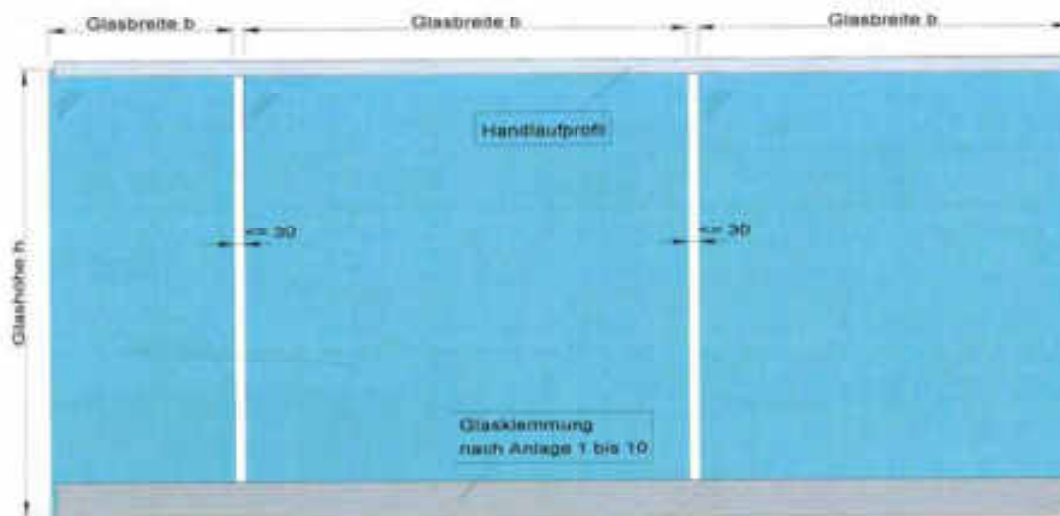 Glasbreite b
Glasbreite b
Glasbreite b
Handlaufprofil
<= 30
<= 30
Glashöhe h
Glasklemmung
nach Anlage 1 bis 10